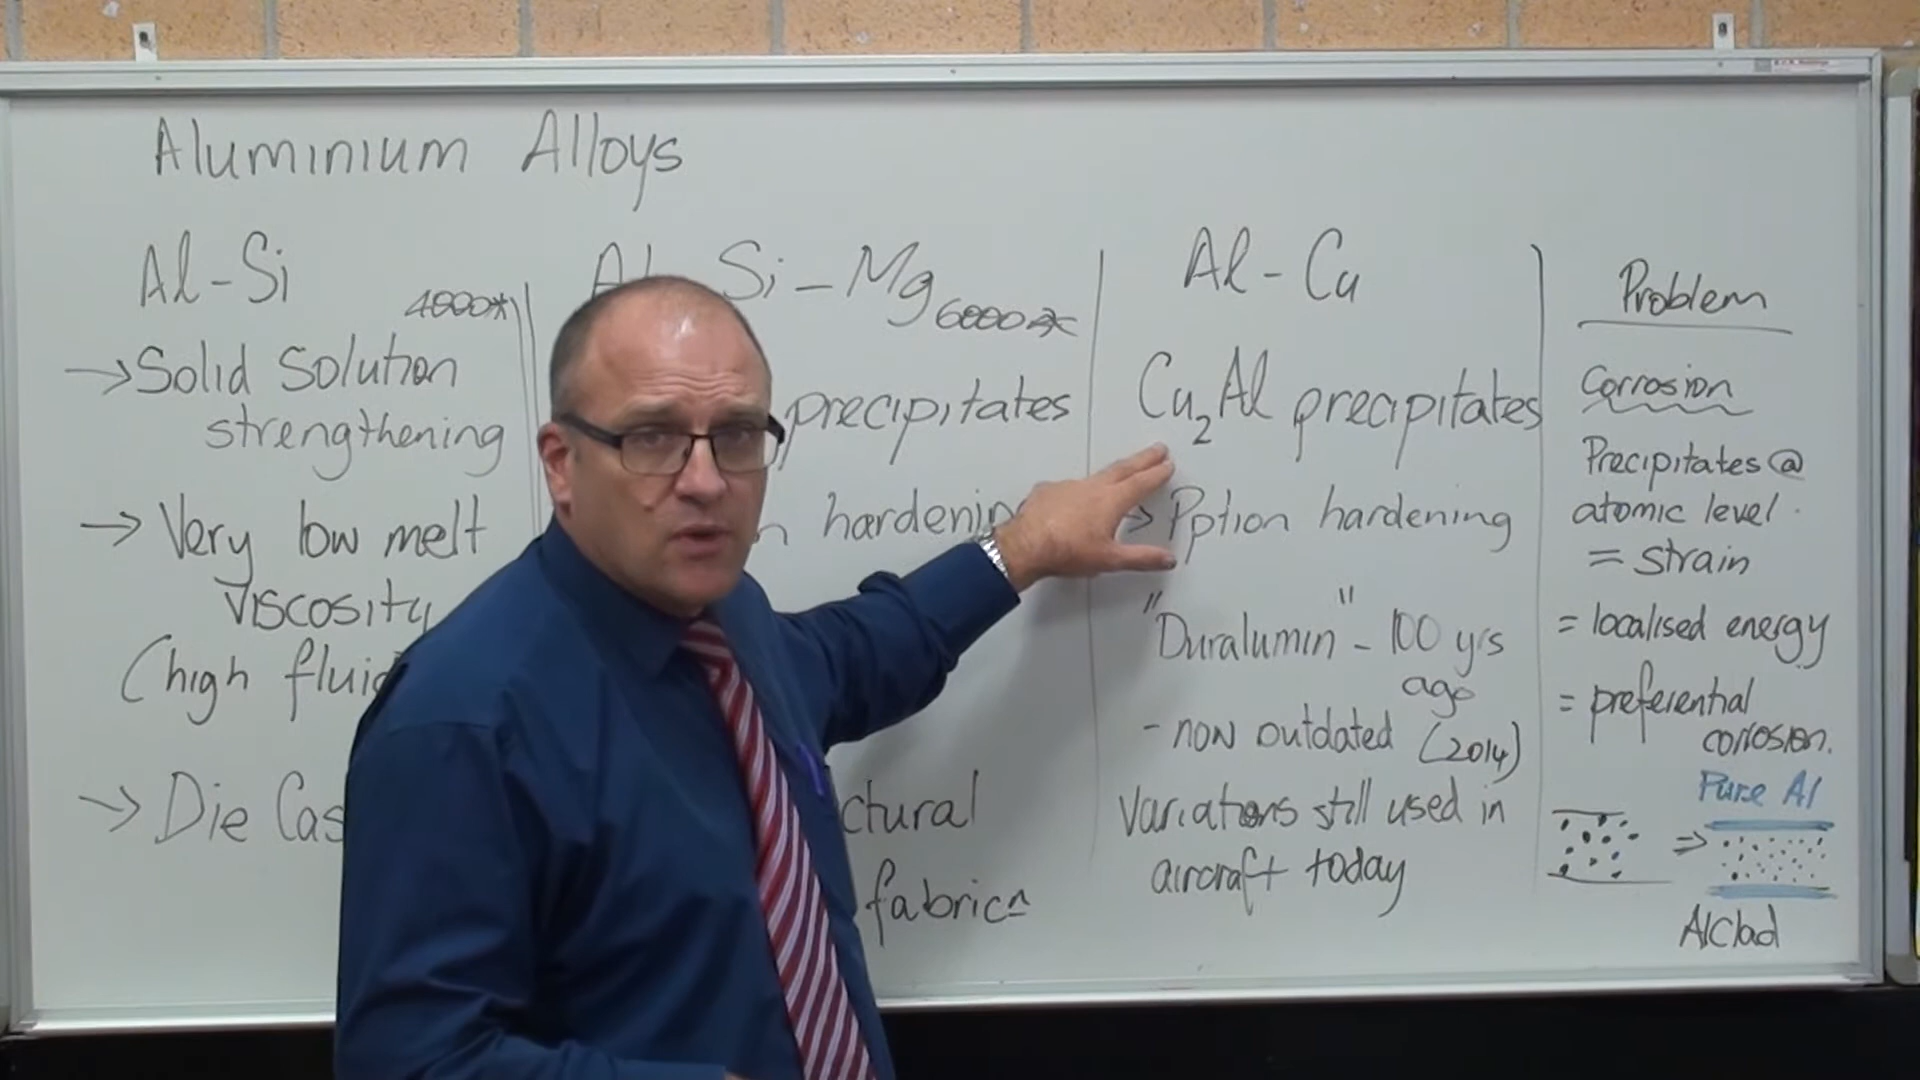 Aluminium Alloys
Al-Si
4000*
→ Solid Solution
strengthening
→ Very low melt
viscosity
(high
→ Die
Si-Mg
6000*
precipitates
hardening
fabricn
Al-Cu
Cu₂Al precipitates
→ Pption hardening
"Duralumin" - 100 yrs
ago
- now outdated (2014)
Variations still used in
aircraft today
Problem
Corrosion
Precipitates @
atomic level.
= strain
= localised energy
= preferential
corrosion.
Pure Al
⇒
AlClad